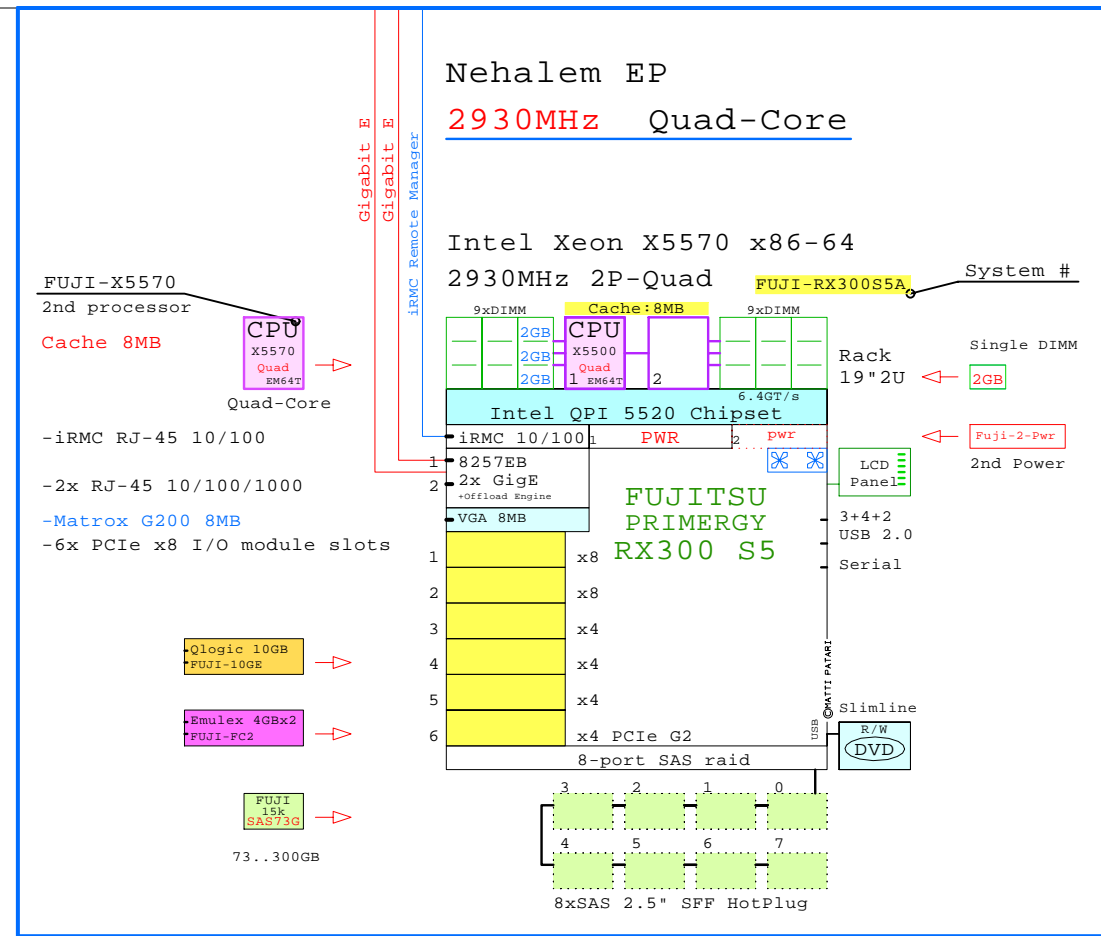 Nehalem EP
2930MHz Quad-Core
Gigabit E
Gigabit E
iRMC Remote Manager
Intel Xeon X5570 x86-64
2930MHz 2P-Quad
FUJI-RX300S5A
System #
FUJI-X5570
2nd processor
Cache 8MB
CPU
X5570
Quad
EM64T
Quad-Core
9xDIMM
Cache:8MB
9xDIMM
2GB
2GB
2GB
CPU
X5500
Quad
1 EM64T
2
Rack
19"2U
Single DIMM
2GB
6.4GT/s
Intel QPI 5520 Chipset
iRMC 10/100
1 PWR
2 pwr
Fuji-2-Pwr
2nd Power
-iRMC RJ-45 10/100
-2x RJ-45 10/100/1000
-Matrox G200 8MB
-6x PCIe x8 I/O module slots
1 8257EB
2 2x GigE
+Offload Engine
VGA 8MB
LCD
Panel
FUJITSU
PRIMERGY
RX300 S5
3+4+2
USB 2.0
Serial
1 x8
2 x8
3 x4
4 x4
5 x4
6 x4 PCIe G2
Qlogic 10GB
FUJI-10GE
Emulex 4GBx2
FUJI-FC2
©MATTI PATARI
USB
Slimline
R/W
DVD
8-port SAS raid
FUJI
15k
SAS73G
73..300GB
3 2 1 0
4 5 6 7
8xSAS 2.5" SFF HotPlug